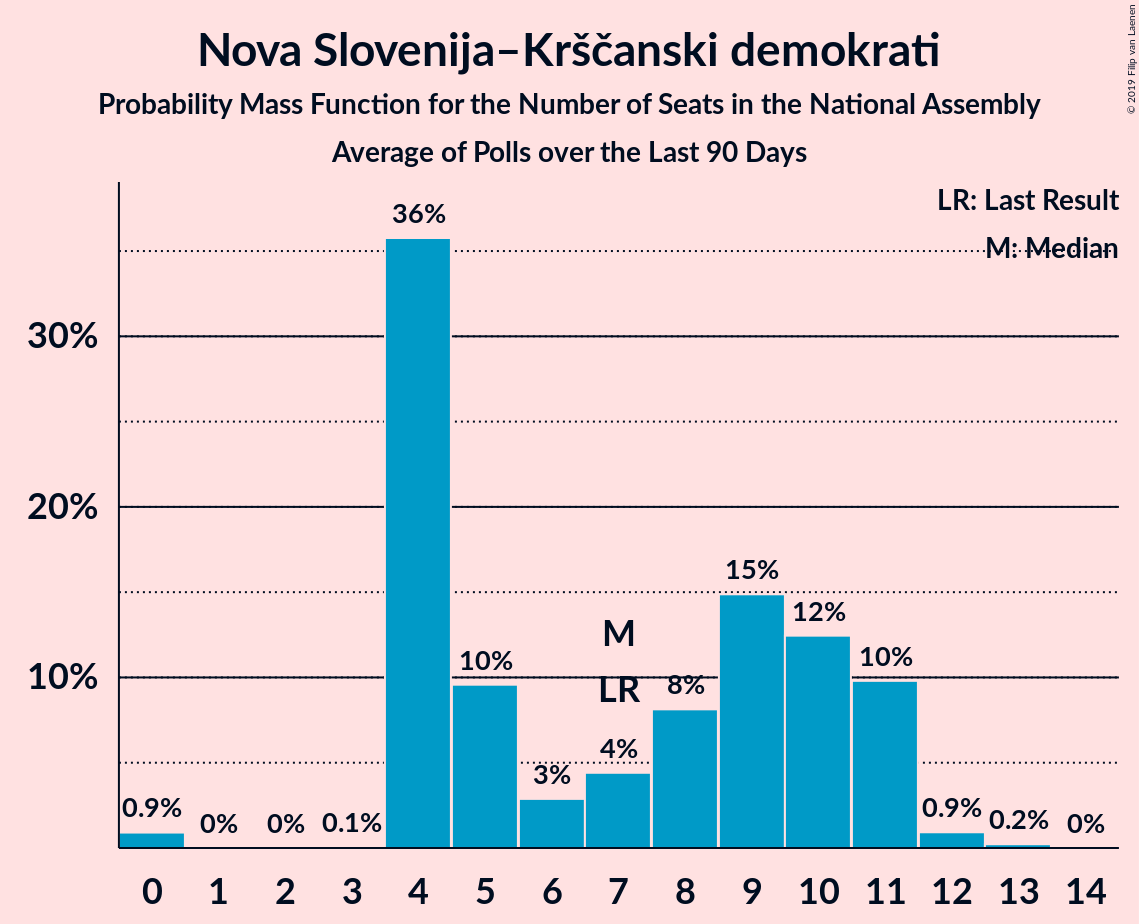 Nova Slovenija–Krščanski demokrati
Probability Mass Function for the Number of Seats in the National Assembly
Average of Polls over the Last 90 Days
© 2019 Filip van Laenen
LR: Last Result
M: Median
36%
30%
20%
15%
12%
M
10%
10%
10%
LR
8%
4%
3%
0.9%
0%
0%
0.1%
0.9%
0.2%
0%
0 1 2 3 4 5 6 7 8 9 10 11 12 13 14